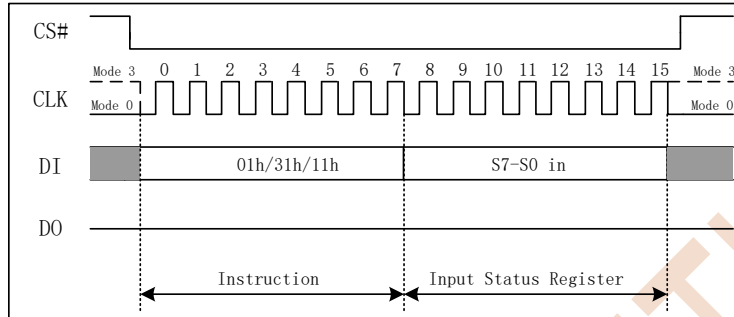 CS#
Mode 3 0 1 2 3 4 5 6 7 8 9 10 11 12 13 14 15 Mode 3
CLK
Mode 0 Mode 0
DI 01h/31h/11h S7-S0 in
DO
Instruction Input Status Register